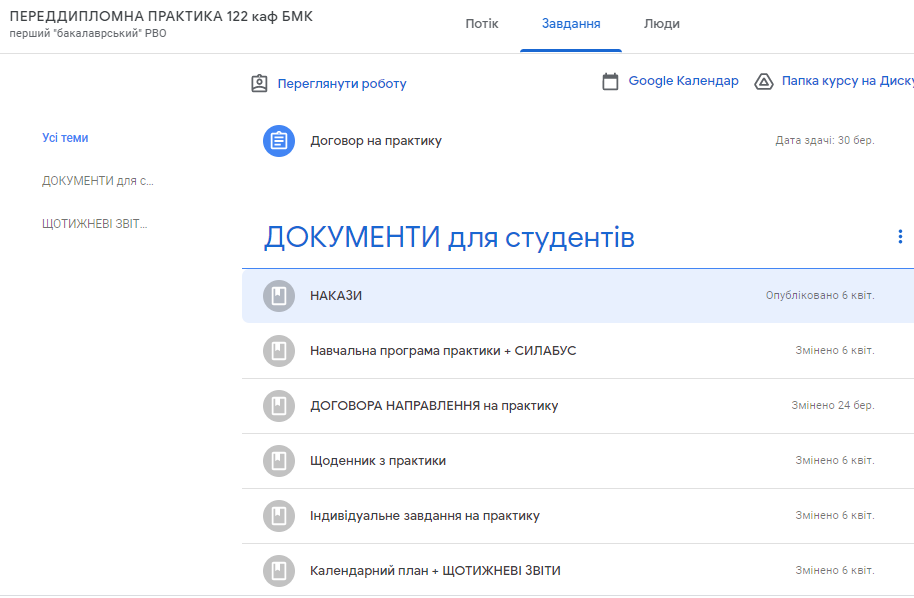 ПЕРЕДДИПЛОМНА ПРАКТИКА 122 каф БМК
перший "бакалаврський" РВО
Потік
Завдання
Люди
Переглянути роботу
Google Календар
Папка курсу на Диску
Усі теми
ДОКУМЕНТИ для с...
ЩОТИЖНЕВІ ЗВІТ...
Договор на практику
Дата здачі: 30 бер.
ДОКУМЕНТИ для студентів
НАКАЗИ
Опубліковано 6 квіт.
Навчальна програма практики + СИЛАБУС
Змінено 6 квіт.
ДОГОВОРА НАПРАВЛЕННЯ на практику
Змінено 24 бер.
Щоденник з практики
Змінено 6 квіт.
Індивідуальне завдання на практику
Змінено 6 квіт.
Календарний план + ЩОТИЖНЕВІ ЗВІТИ
Змінено 6 квіт.